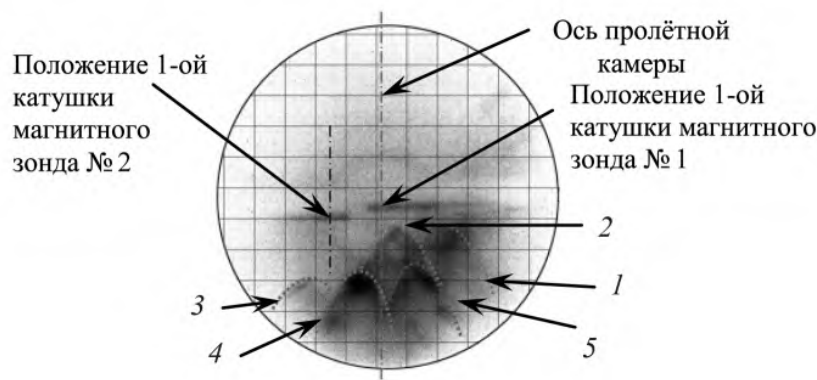 Ось пролётной
камеры
Положение 1-ой
катушки
магнитного
зонда № 2
Положение 1-ой
катушки магнитного
зонда № 1
2
1
3
4
5